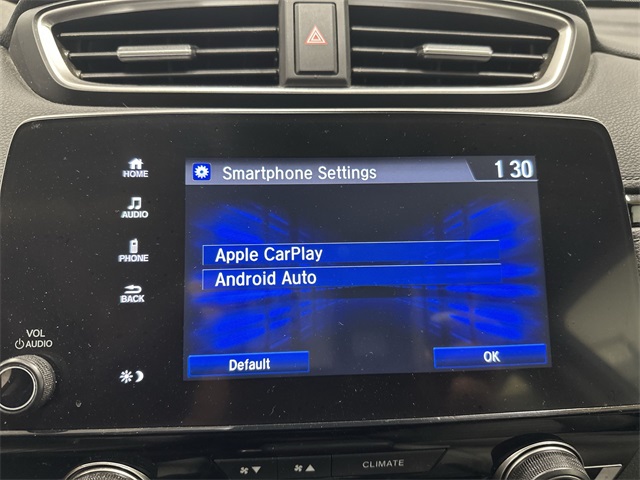 HOME
AUDIO
PHONE
BACK
VOL
AUDIO
Smartphone Settings
1 30
Apple CarPlay
Android Auto
Default
OK
CLIMATE